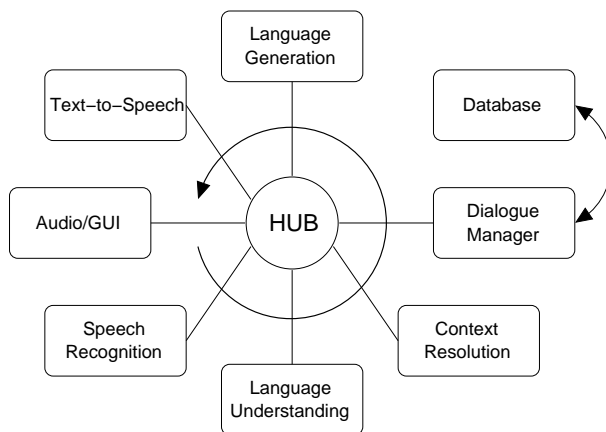 Language
Generation
Text–to–Speech
Database
Audio/GUI
HUB
Dialogue
Manager
Speech
Recognition
Context
Resolution
Language
Understanding